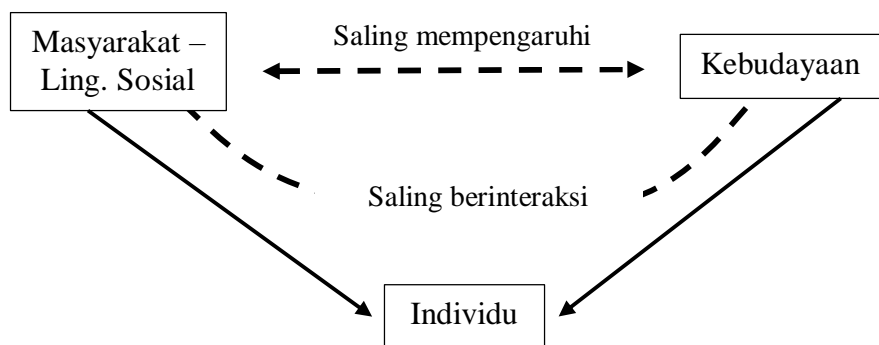 Masyarakat –
Ling. Sosial
Saling mempengaruhi
Kebudayaan
Saling berinteraksi
Individu